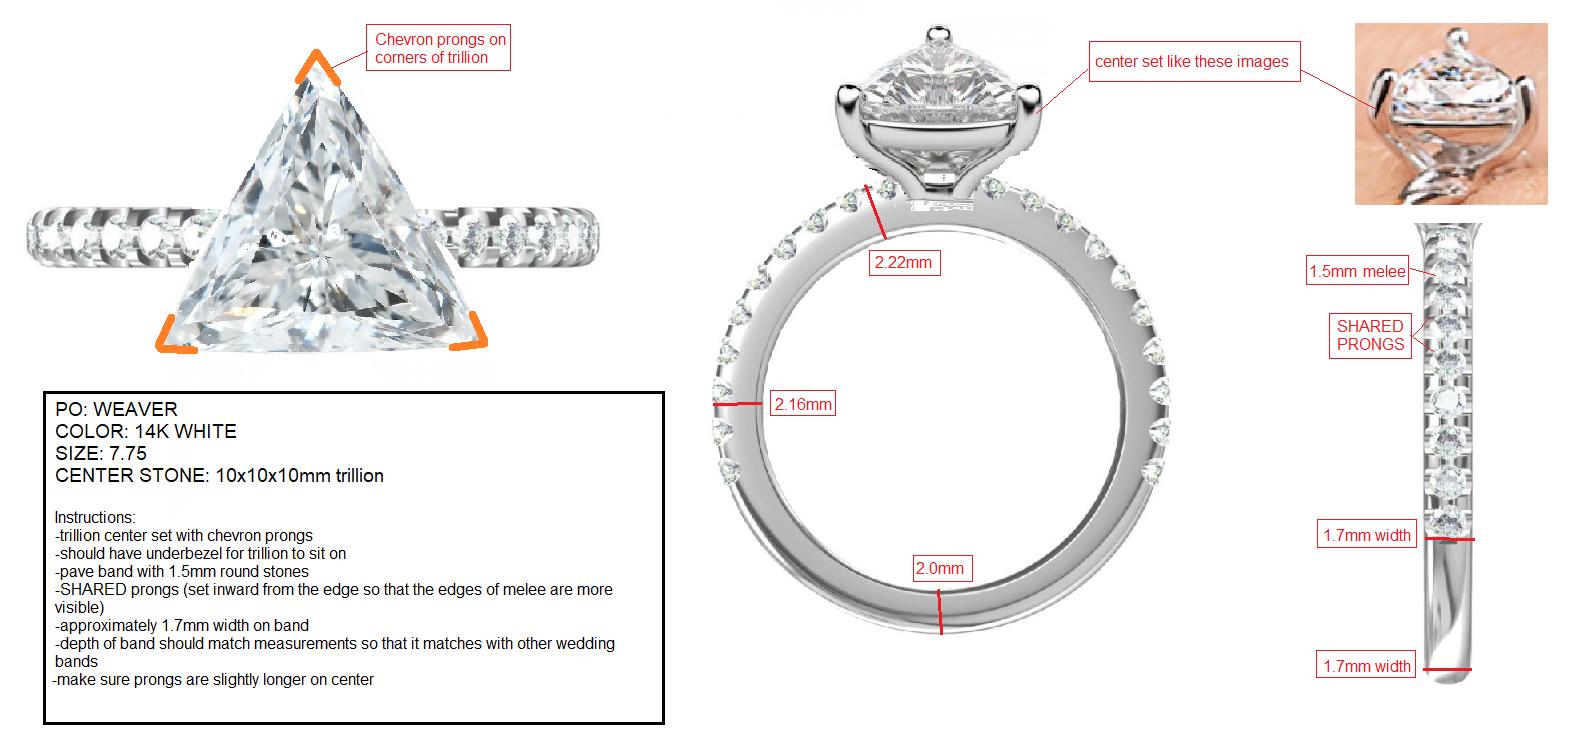 Chevron prongs on
corners of trillion
center set like these images
2.22mm
1.5mm melee
SHARED
PRONGS
2.16mm
PO: WEAVER
COLOR: 14K WHITE
SIZE: 7.75
CENTER STONE: 10x10x10mm trillion
Instructions:
-trillion center set with chevron prongs
-should have underbezel for trillion to sit on
-pave band with 1.5mm round stones
-SHARED prongs (set inward from the edge so that the edges of melee are more
visible)
-approximately 1.7mm width on band
-depth of band should match measurements so that it matches with other wedding
bands
-make sure prongs are slightly longer on center
1.7mm width
2.0mm
1.7mm width